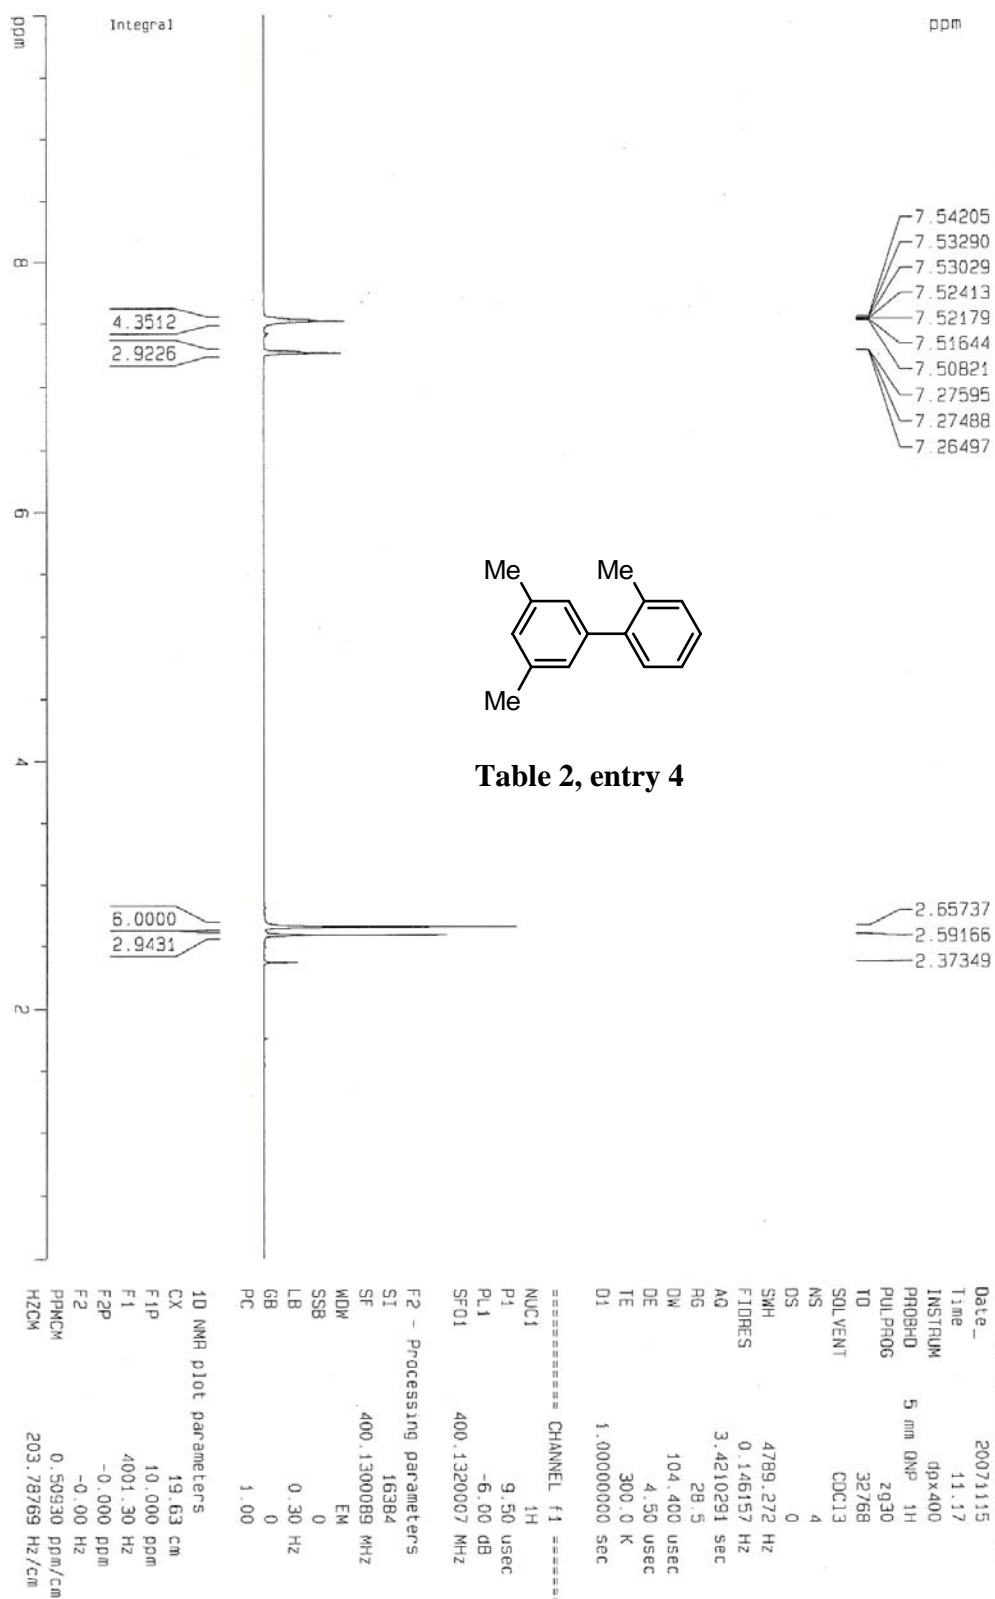 ppm
Integral
ppm
7.54205
7.53290
7.53029
7.52413
7.52179
7.51644
7.50821
7.27595
7.27488
7.26497
8
4.3512
2.9226
6
Me
Me
Me
4
Table 2, entry 4
6.0000
2.9431
2.65737
2.59166
2.37349
2
Date_ 20071115
Time 11.17
INSTRUM dpx400
PROBHD 5 mm QNP 1H
PULPROG zg30
TD 32768
SOLVENT CDCl3
NS 4
DS 0
SWH 4789.272 Hz
FIDRES 0.146157 Hz
AQ 3.4210291 sec
RG 28.5
DW 104.400 usec
DE 4.50 usec
TE 300.0 K
D1 1.00000000 sec
======== CHANNEL f1 ========
NUC1 1H
P1 9.50 usec
PL1 -6.00 dB
SFO1 400.1320007 MHz
F2 - Processing parameters
SI 16384
SF 400.1300089 MHz
WDW EM
SSB 0
LB 0.30 Hz
GB 0
PC 1.00
1D NMR plot parameters
CX 19.63 cm
F1P 10.000 ppm
F1 4001.30 Hz
F2P -0.000 ppm
F2 -0.00 Hz
PPMCM 0.50930 ppm/cm
HZCM 203.78769 Hz/cm